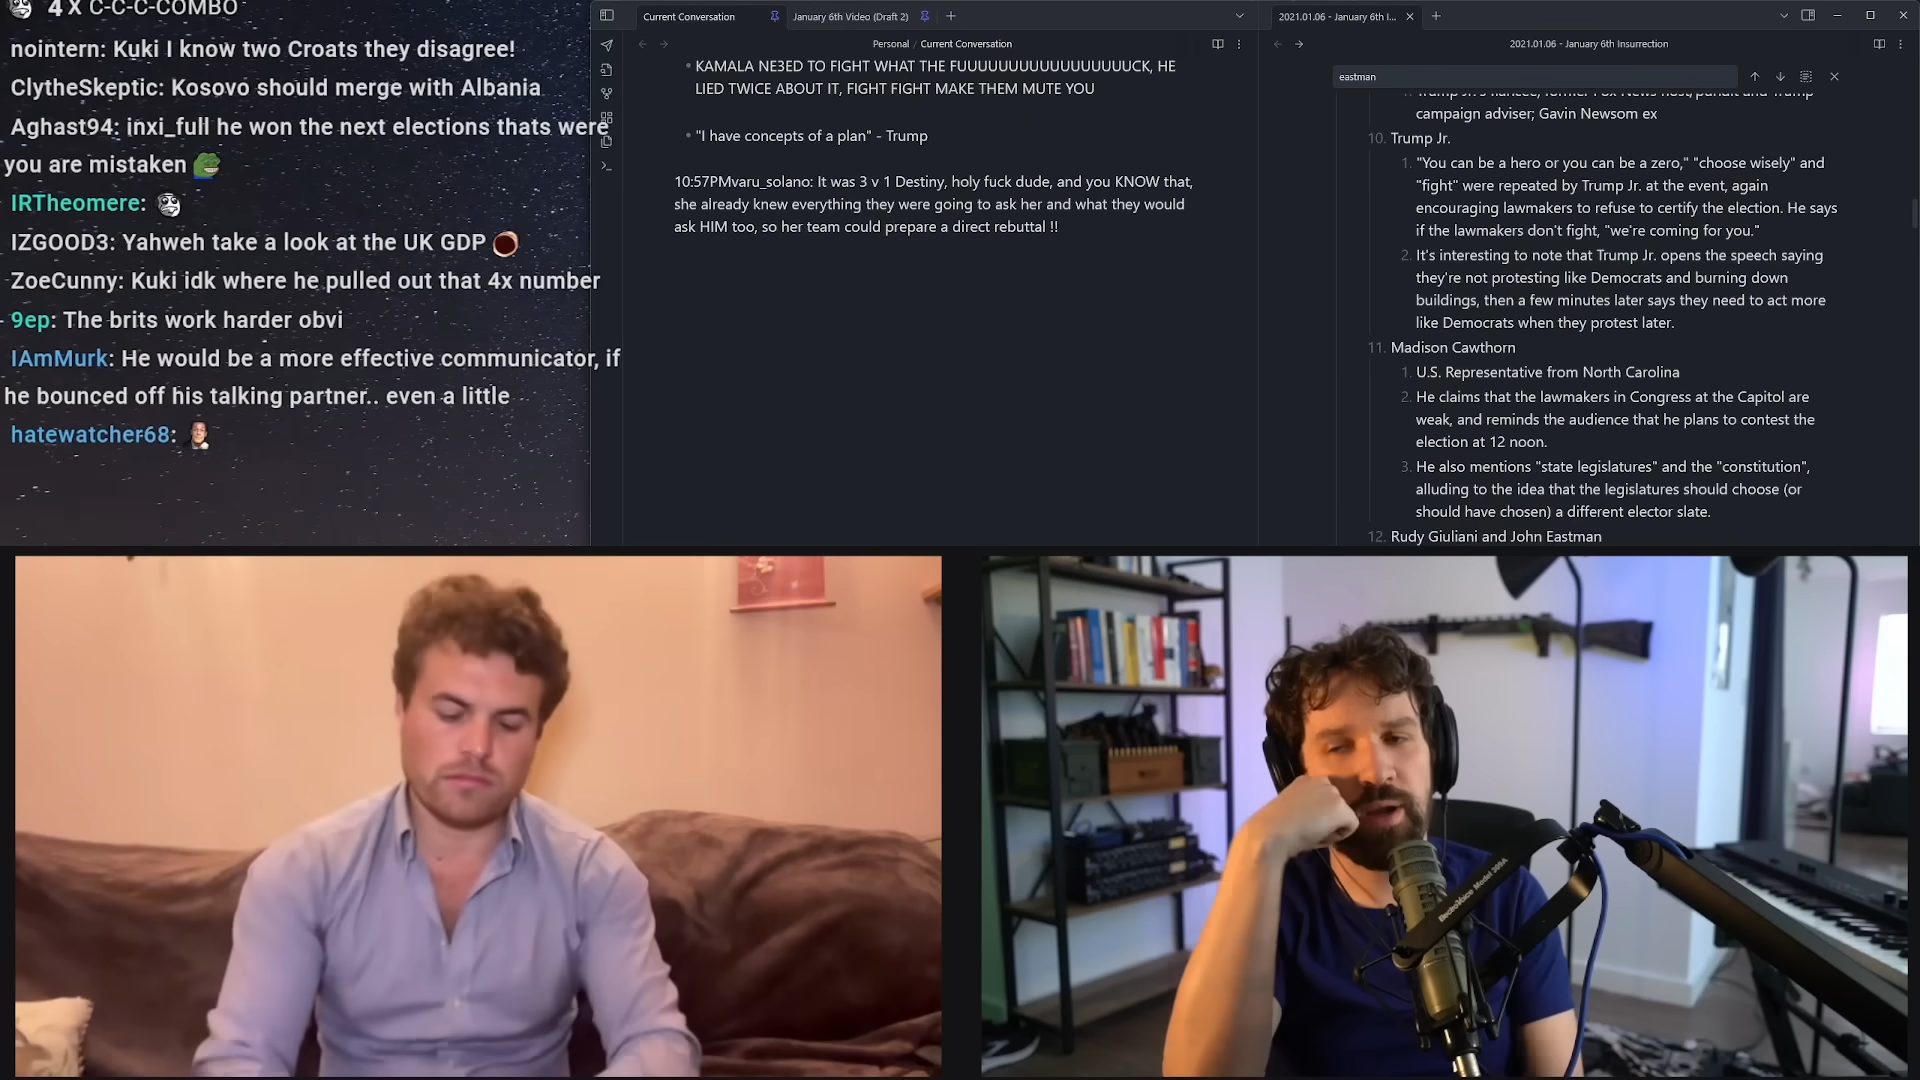 4 X C-C-C-COMBO
nointern: Kuki I know two Croats they disagree!
ClytheSkeptic: Kosovo should merge with Albania
Aghast94: inxi_full he won the next elections thats were
you are mistaken
IRTheomere:
IZGOOD3: Yahweh take a look at the UK GDP
ZoeCunny: Kuki idk where he pulled out that 4x number
9ep: The brits work harder obvi
IAmMurk: He would be a more effective communicator, if
he bounced off his talking partner.. even a little
hatewatcher68:
Current Conversation
January 6th Video (Draft 2)
Personal / Current Conversation
• KAMALA NE3ED TO FIGHT WHAT THE FUUUUUUUUUUUUUUUUUCK, HE
LIED TWICE ABOUT IT, FIGHT FIGHT MAKE THEM MUTE YOU
• "I have concepts of a plan" - Trump
10:57PMvaru_solano: It was 3 v 1 Destiny, holy fuck dude, and you KNOW that,
she already knew everything they were going to ask her and what they would
ask HIM too, so her team could prepare a direct rebuttal !!
2021.01.06 - January 6th I...
2021.01.06 - January 6th Insurrection
eastman
Trump Jr.'s fiancée, former Fox News host, pundit and Trump
campaign adviser; Gavin Newsom ex
10. Trump Jr.
1. "You can be a hero or you can be a zero," "choose wisely" and
"fight" were repeated by Trump Jr. at the event, again
encouraging lawmakers to refuse to certify the election. He says
if the lawmakers don't fight, "we're coming for you."
2. It's interesting to note that Trump Jr. opens the speech saying
they're not protesting like Democrats and burning down
buildings, then a few minutes later says they need to act more
like Democrats when they protest later.
11. Madison Cawthorn
1. U.S. Representative from North Carolina
2. He claims that the lawmakers in Congress at the Capitol are
weak, and reminds the audience that he plans to contest the
election at 12 noon.
3. He also mentions "state legislatures" and the "constitution",
alluding to the idea that the legislatures should choose (or
should have chosen) a different elector slate.
12. Rudy Giuliani and John Eastman
ElectroVoice Model 309A